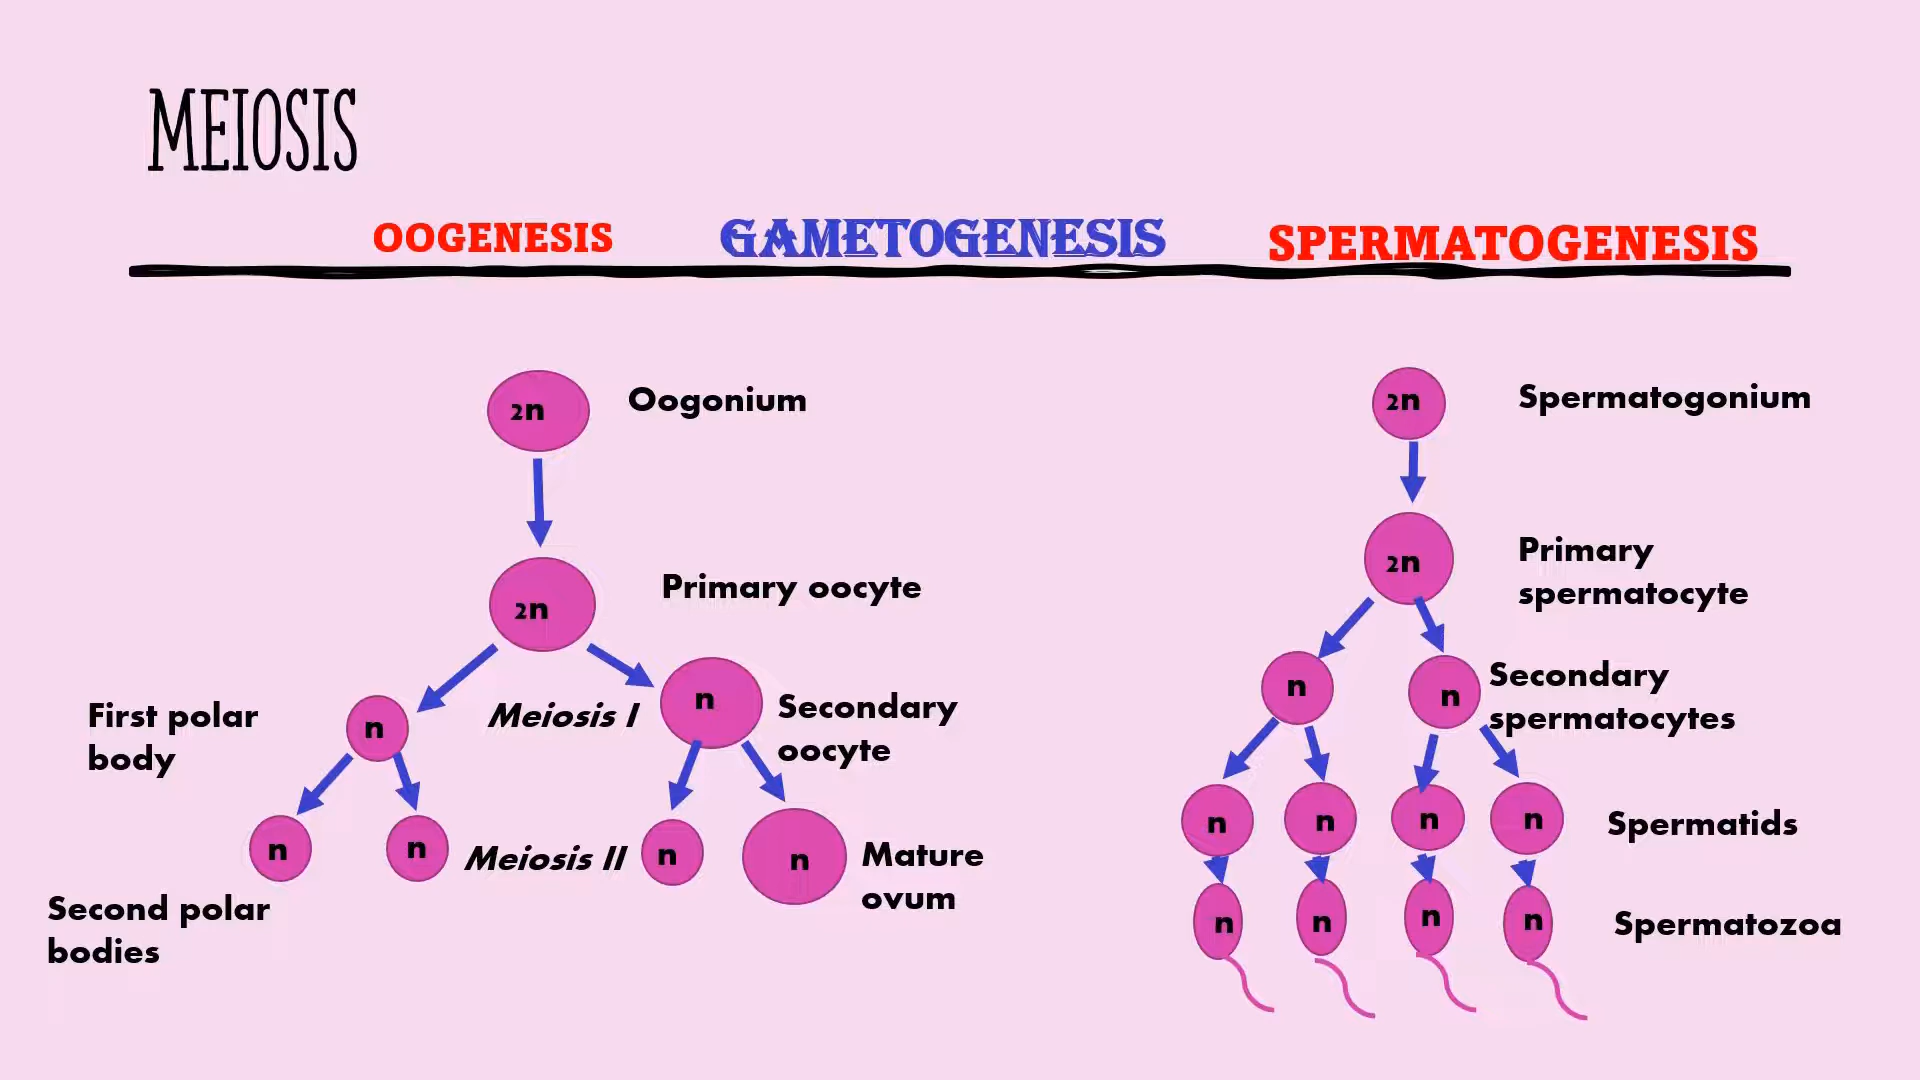 MEIOSIS
OOGENESIS
GAMETOGENESIS
SPERMATOGENESIS
2n
Oogonium
2n
Primary oocyte
First polar
body
n
Meiosis I
n
Secondary
oocyte
n
n
Meiosis II
n
n
Mature
ovum
Second polar
bodies
2n
Spermatogonium
2n
Primary
spermatocyte
n
n
Secondary
spermatocytes
n
n
n
n
Spermatids
n
n
n
n
Spermatozoa